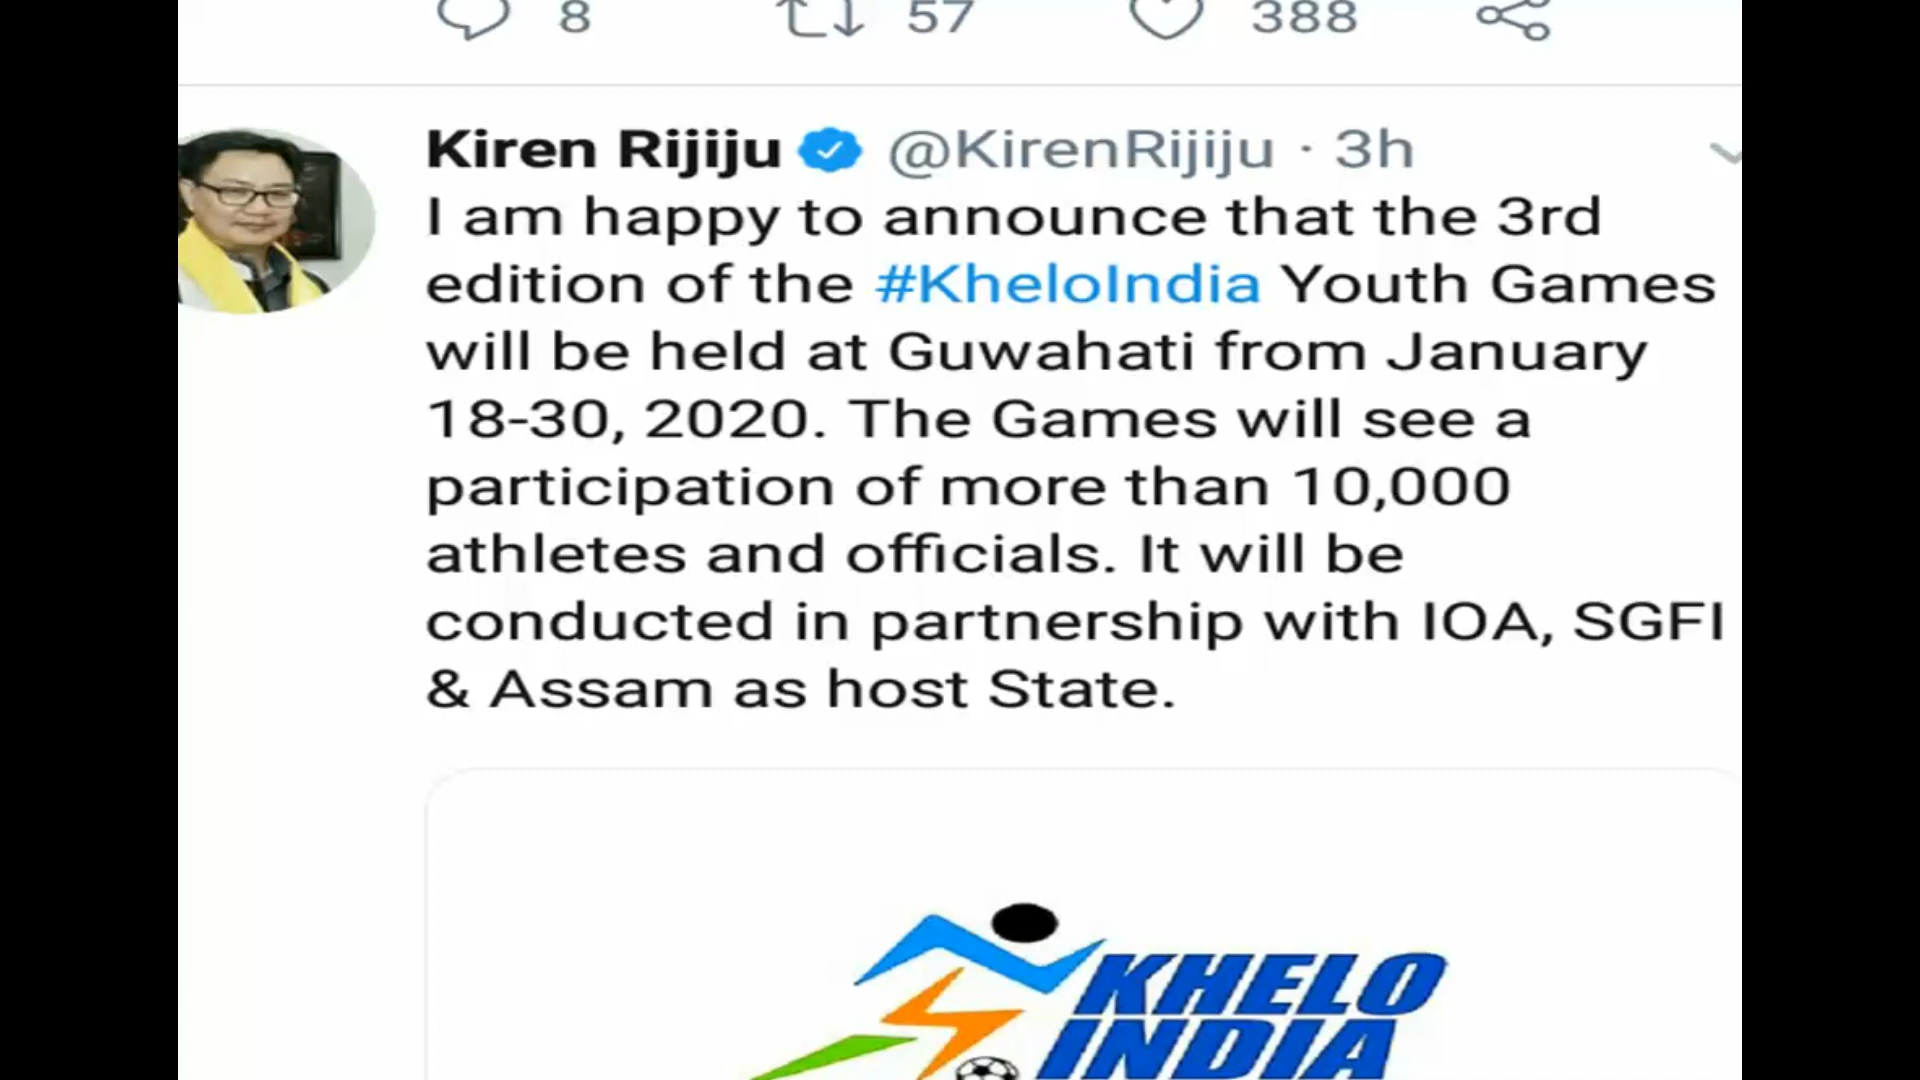 8 57 388
Kiren Rijiju @KirenRijiju · 3h
I am happy to announce that the 3rd
edition of the #KheloIndia Youth Games
will be held at Guwahati from January
18-30, 2020. The Games will see a
participation of more than 10,000
athletes and officials. It will be
conducted in partnership with IOA, SGFI
& Assam as host State.
KHELO
INDIA